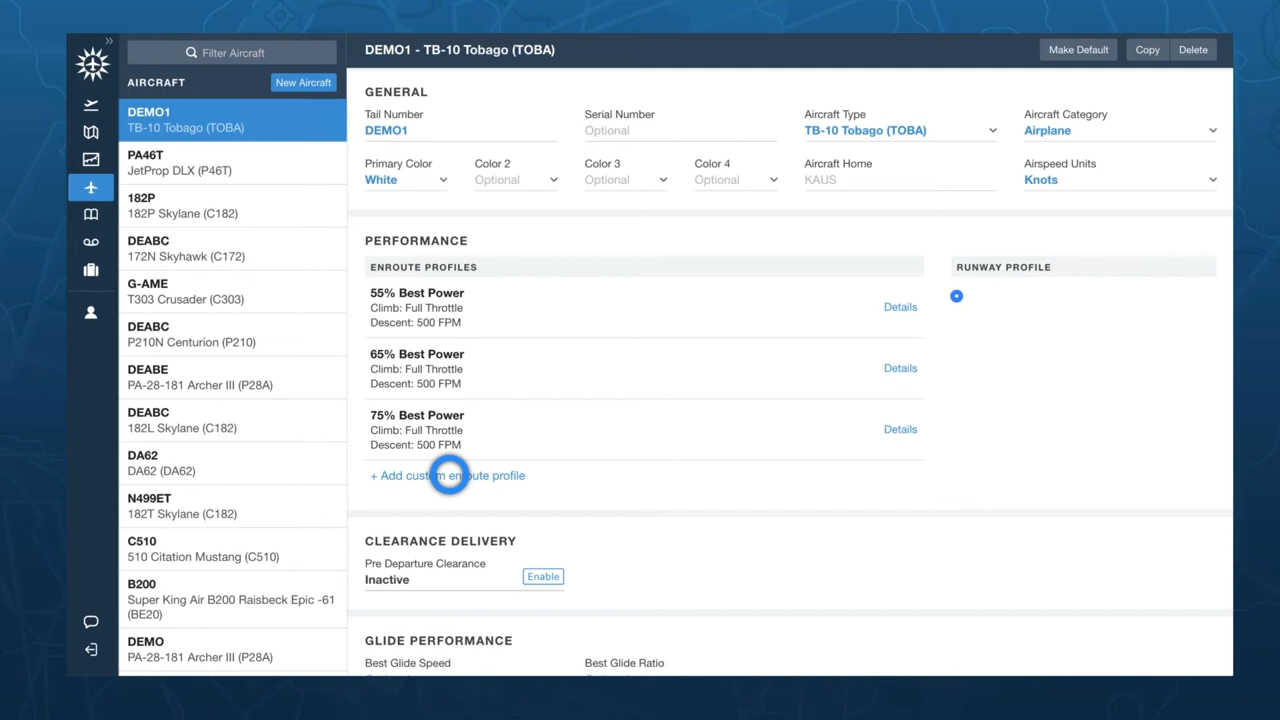 »
Filter Aircraft
AIRCRAFT
New Aircraft
DEMO1
TB-10 Tobago (TOBA)
PA46T
JetProp DLX (P46T)
182P
182P Skylane (C182)
DEABC
172N Skyhawk (C172)
G-AME
T303 Crusader (C303)
DEABC
P210N Centurion (P210)
DEABE
PA-28-181 Archer III (P28A)
DEABC
182L Skylane (C182)
DA62
DA62 (DA62)
N499ET
182T Skylane (C182)
C510
510 Citation Mustang (C510)
B200
Super King Air B200 Raisbeck Epic -61
(BE20)
DEMO
PA-28-181 Archer III (P28A)
DEMO1 - TB-10 Tobago (TOBA)
Make Default
Copy
Delete
GENERAL
Tail Number
DEMO1
Serial Number
Optional
Aircraft Type
TB-10 Tobago (TOBA)
Aircraft Category
Airplane
Primary Color
White
Color 2
Optional
Color 3
Optional
Color 4
Optional
Aircraft Home
KAUS
Airspeed Units
Knots
PERFORMANCE
ENROUTE PROFILES
55% Best Power
Climb: Full Throttle
Descent: 500 FPM
Details
65% Best Power
Climb: Full Throttle
Descent: 500 FPM
Details
75% Best Power
Climb: Full Throttle
Descent: 500 FPM
Details
+ Add custom enroute profile
RUNWAY PROFILE
CLEARANCE DELIVERY
Pre Departure Clearance
Inactive
Enable
GLIDE PERFORMANCE
Best Glide Speed
Best Glide Ratio